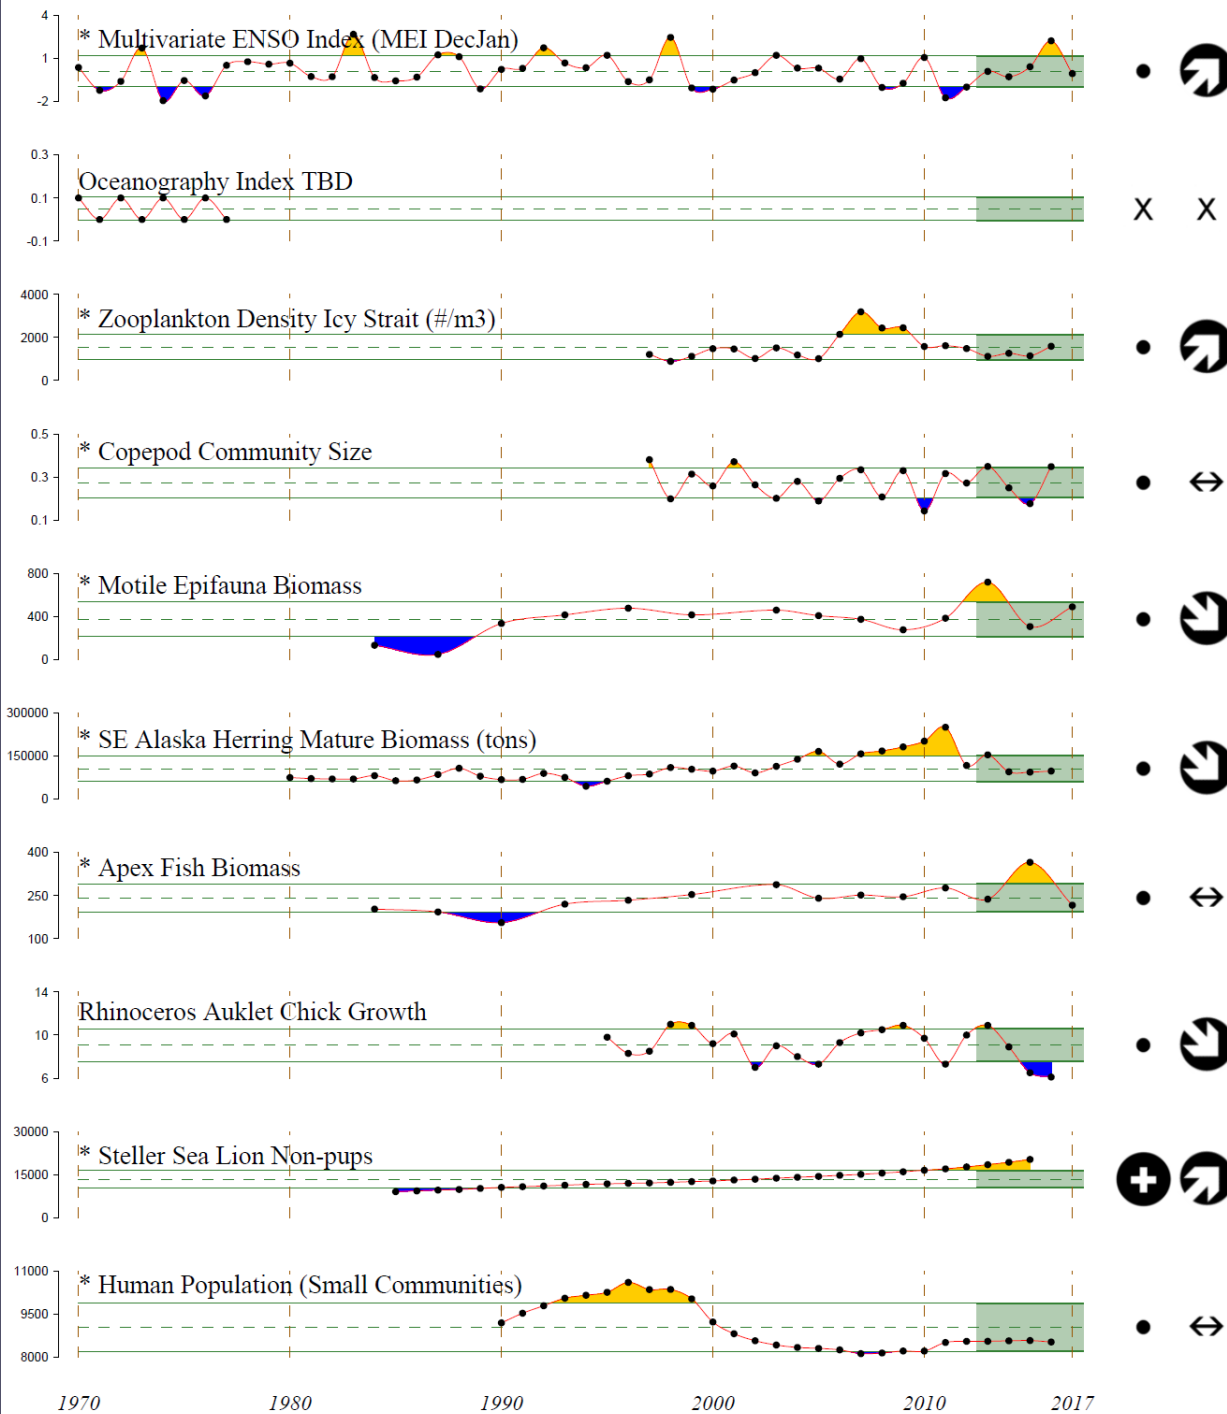 4
* Multivariate ENSO Index (MEI DecJan)
1
-2
0.3
Oceanography Index TBD
0.1
-0.1
X X
4000
* Zooplankton Density Icy Strait (#/m3)
2000
0
0.5
* Copepod Community Size
0.3
0.1
800
* Motile Epifauna Biomass
400
0
300000
* SE Alaska Herring Mature Biomass (tons)
150000
0
400
* Apex Fish Biomass
250
100
14
Rhinoceros Auklet Chick Growth
10
6
30000
* Steller Sea Lion Non-pups
15000
0
11000
* Human Population (Small Communities)
9500
8000
1970 1980 1990 2000 2010 2017